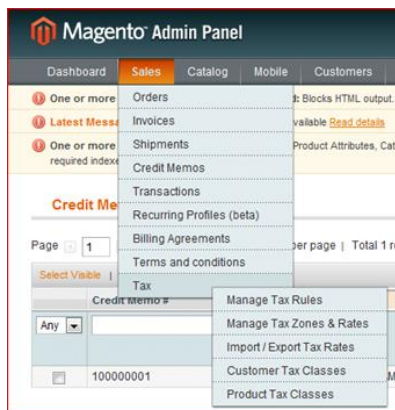 Magento Admin Panel
Dashboard Sales Catalog Mobile Customers
One or more Blocks HTML output.
Latest Messa vailable Read details
One or more Product Attributes, Cat
required indexe
Orders
Invoices
Shipments
Credit Memos
Transactions
Recurring Profiles (beta)
Billing Agreements
Terms and conditions
Tax
Credit Me
Page 1 per page | Total 1 r
Select Visible |
Credit Memo #
Any
100000001
Manage Tax Rules
Manage Tax Zones & Rates
Import / Export Tax Rates
Customer Tax Classes
Product Tax Classes